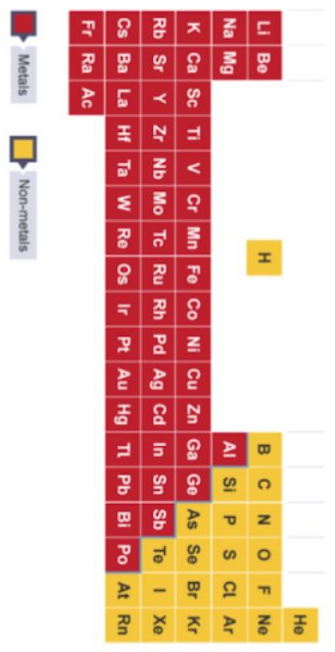 He
Li Be H B C N O F Ne
Na Mg Al Si P S Cl Ar
K Ca Sc Ti V Cr Mn Fe Co Ni Cu Zn Ga Ge As Se Br Kr
Rb Sr Y Zr Nb Mo Tc Ru Rh Pd Ag Cd In Sn Sb Te I Xe
Cs Ba La Hf Ta W Re Os Ir Pt Au Hg Tl Pb Bi Po At Rn
Fr Ra Ac
Metals Non-metals